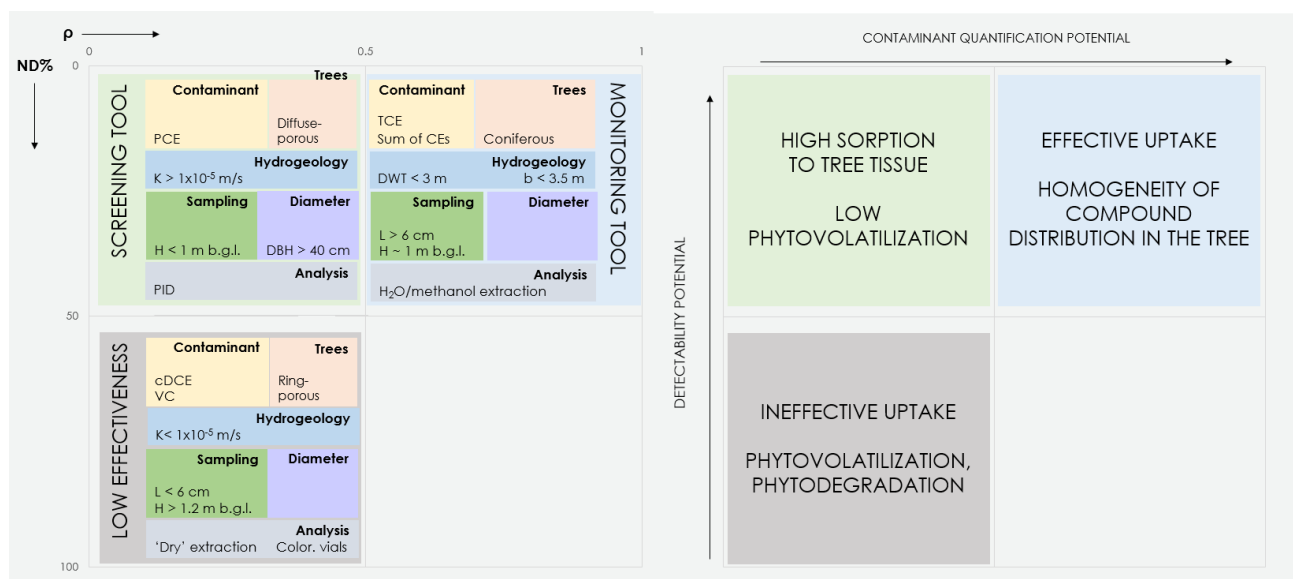 ρ
0
0.5
1
ND%
0
50
100
SCREENING TOOL
Trees
Contaminant
PCE
Diffuse-
porous
Hydrogeology
K > 1x10⁻⁵ m/s
Sampling
H < 1 m b.g.l.
Diameter
DBH > 40 cm
Analysis
PID
MONITORING TOOL
Contaminant
TCE
Sum of CEs
Trees
Coniferous
Hydrogeology
DWT < 3 m
b < 3.5 m
Sampling
L > 6 cm
H ~ 1 m b.g.l.
Diameter
Analysis
H₂O/methanol extraction
LOW EFFECTIVENESS
Contaminant
cDCE
VC
Trees
Ring-
porous
Hydrogeology
K< 1x10⁻⁵ m/s
Sampling
L < 6 cm
H > 1.2 m b.g.l.
Diameter
Analysis
‘Dry’ extraction
Color. vials
CONTAMINANT QUANTIFICATION POTENTIAL
DETECTABILITY POTENTIAL
HIGH SORPTION
TO TREE TISSUE
LOW
PHYTOVOLATILIZATION
EFFECTIVE UPTAKE
HOMOGENEITY OF
COMPOUND
DISTRIBUTION IN THE TREE
INEFFECTIVE UPTAKE
PHYTOVOLATILIZATION,
PHYTODEGRADATION